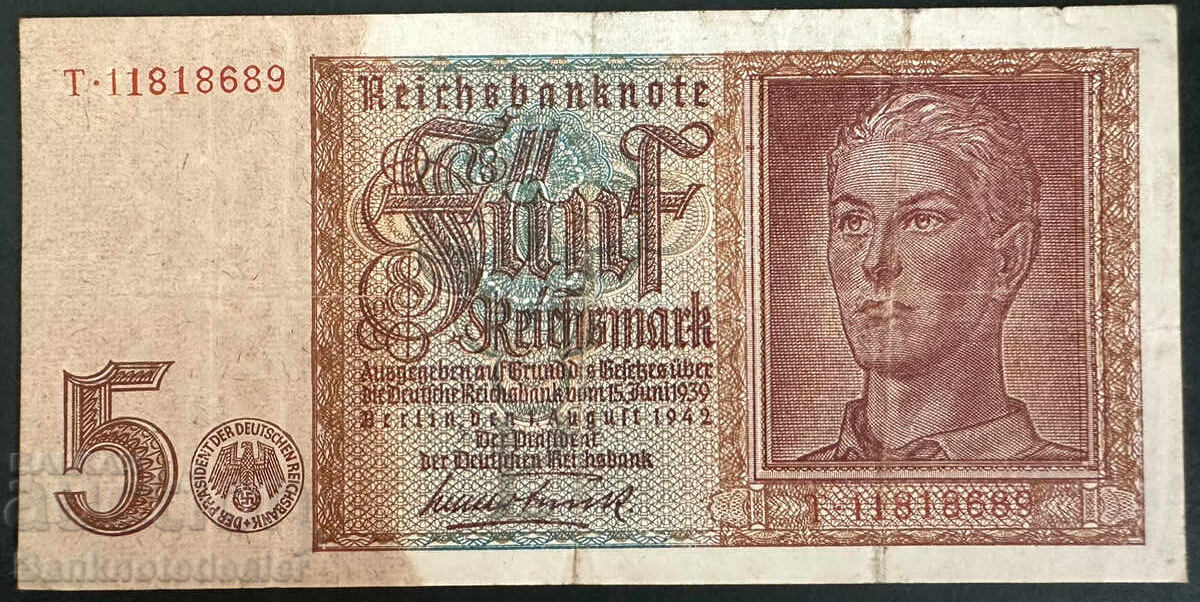 T·11818689
Reichsbanknote
Fünf
Reichsmark
Ausgegeben auf Grund des Gesetzes über
die Deutsche Reichsbank vom 15. Juni 1939
Berlin, den 1. August 1942
Der Präsident
der Deutschen Reichsbank
5
DER PRÄSIDENT DER DEUTSCHEN REICHSBANK
T·11818689
Banknotedealer